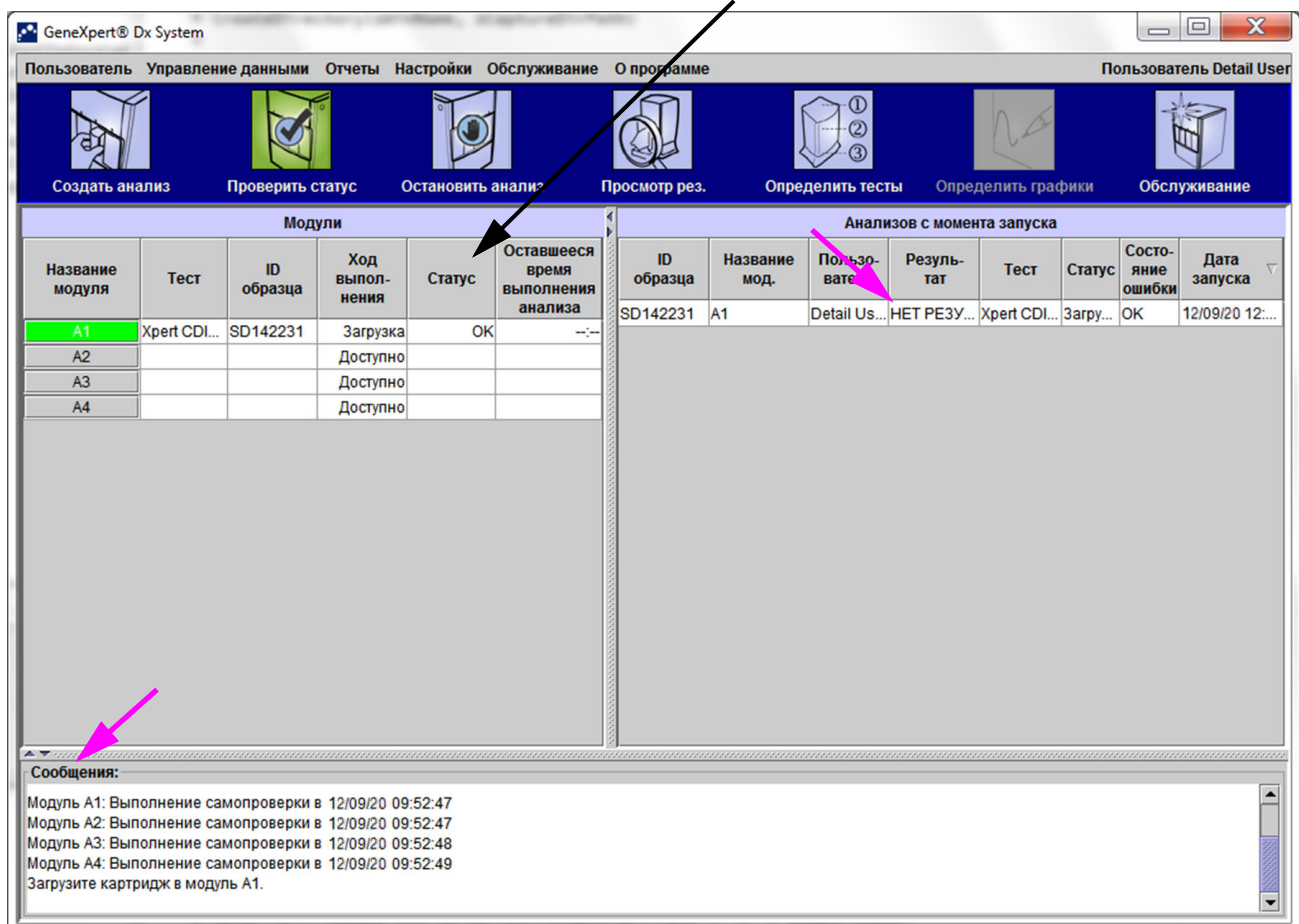 GeneXpert® Dx System
Пользователь Управление данными Отчеты Настройки Обслуживание О программе Пользователь Detail User
Создать анализ Проверить статус Остановить анализ Просмотр рез. Определить тесты Определить графики Обслуживание
① ② ③
Модули
Название модуля Тест ID образца Ход выпол- нения Статус Оставшееся время выполнения анализа
A1 Xpert CDI... SD142231 Загрузка OK --:--
A2 Доступно
A3 Доступно
A4 Доступно
Анализов с момента запуска
ID образца Название мод. Пользо- вате Резуль- тат Тест Статус Состо- яние ошибки Дата запуска
SD142231 A1 Detail Us... НЕТ РЕЗУ... Xpert CDI... Загру... OK 12/09/20 12:...
Сообщения:
Модуль A1: Выполнение самопроверки в 12/09/20 09:52:47
Модуль A2: Выполнение самопроверки в 12/09/20 09:52:47
Модуль A3: Выполнение самопроверки в 12/09/20 09:52:48
Модуль A4: Выполнение самопроверки в 12/09/20 09:52:49
Загрузите картридж в модуль A1.